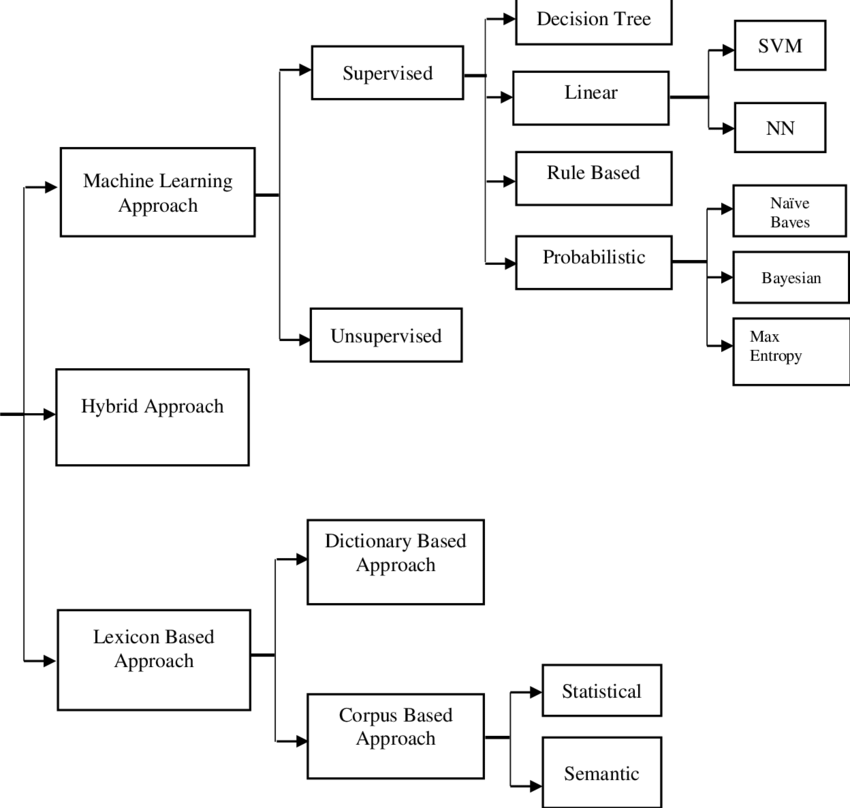 Decision Tree
Supervised
SVM
Linear
NN
Machine Learning
Approach
Rule Based
Naïve
Bayes
Probabilistic
Bayesian
Unsupervised
Max
Entropy
Hybrid Approach
Dictionary Based
Approach
Lexicon Based
Approach
Statistical
Corpus Based
Approach
Semantic